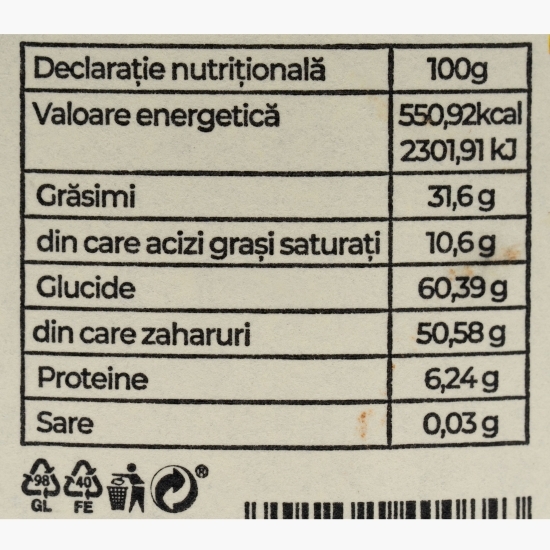 Declarație nutrițională 100g
Valoare energetică 550,92kcal
2301,91 kJ
Grăsimi 31,6 g
din care acizi grași saturați 10,6 g
Glucide 60,39 g
din care zaharuri 50,58 g
Proteine 6,24 g
Sare 0,03 g
98 40 ®
GL FE